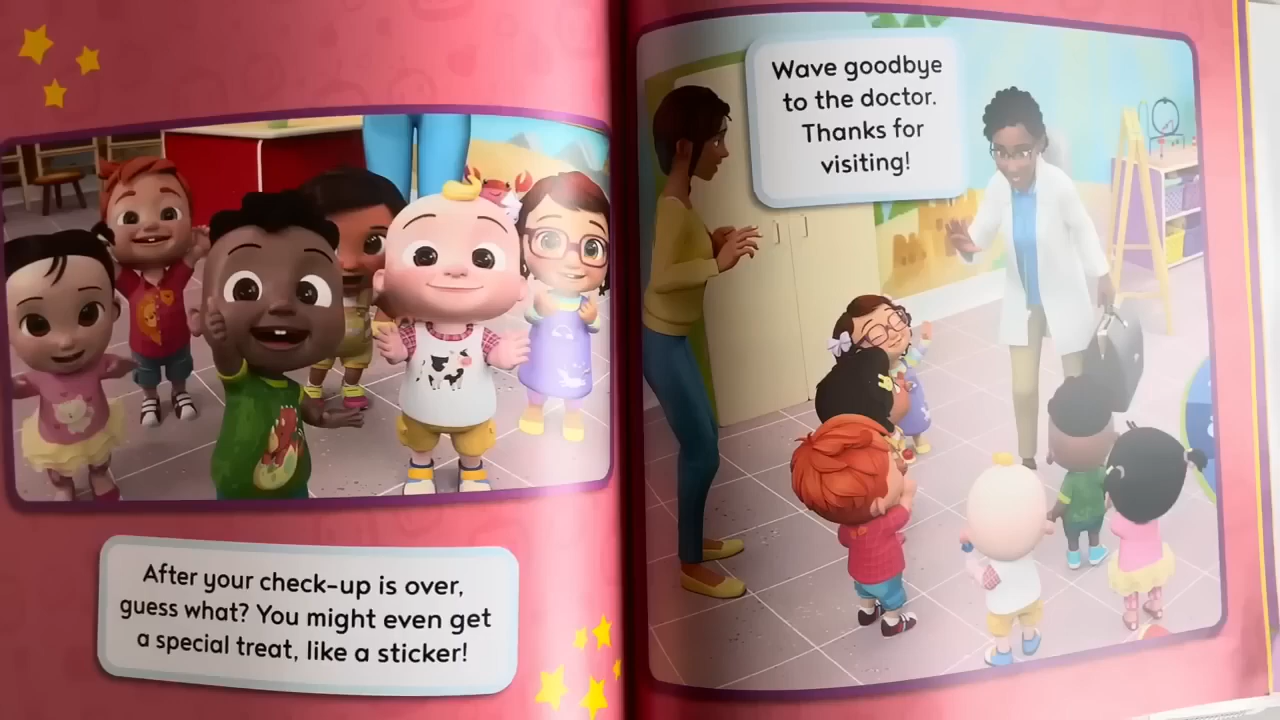 After your check-up is over,
guess what? You might even get
a special treat, like a sticker!
Wave goodbye
to the doctor.
Thanks for
visiting!